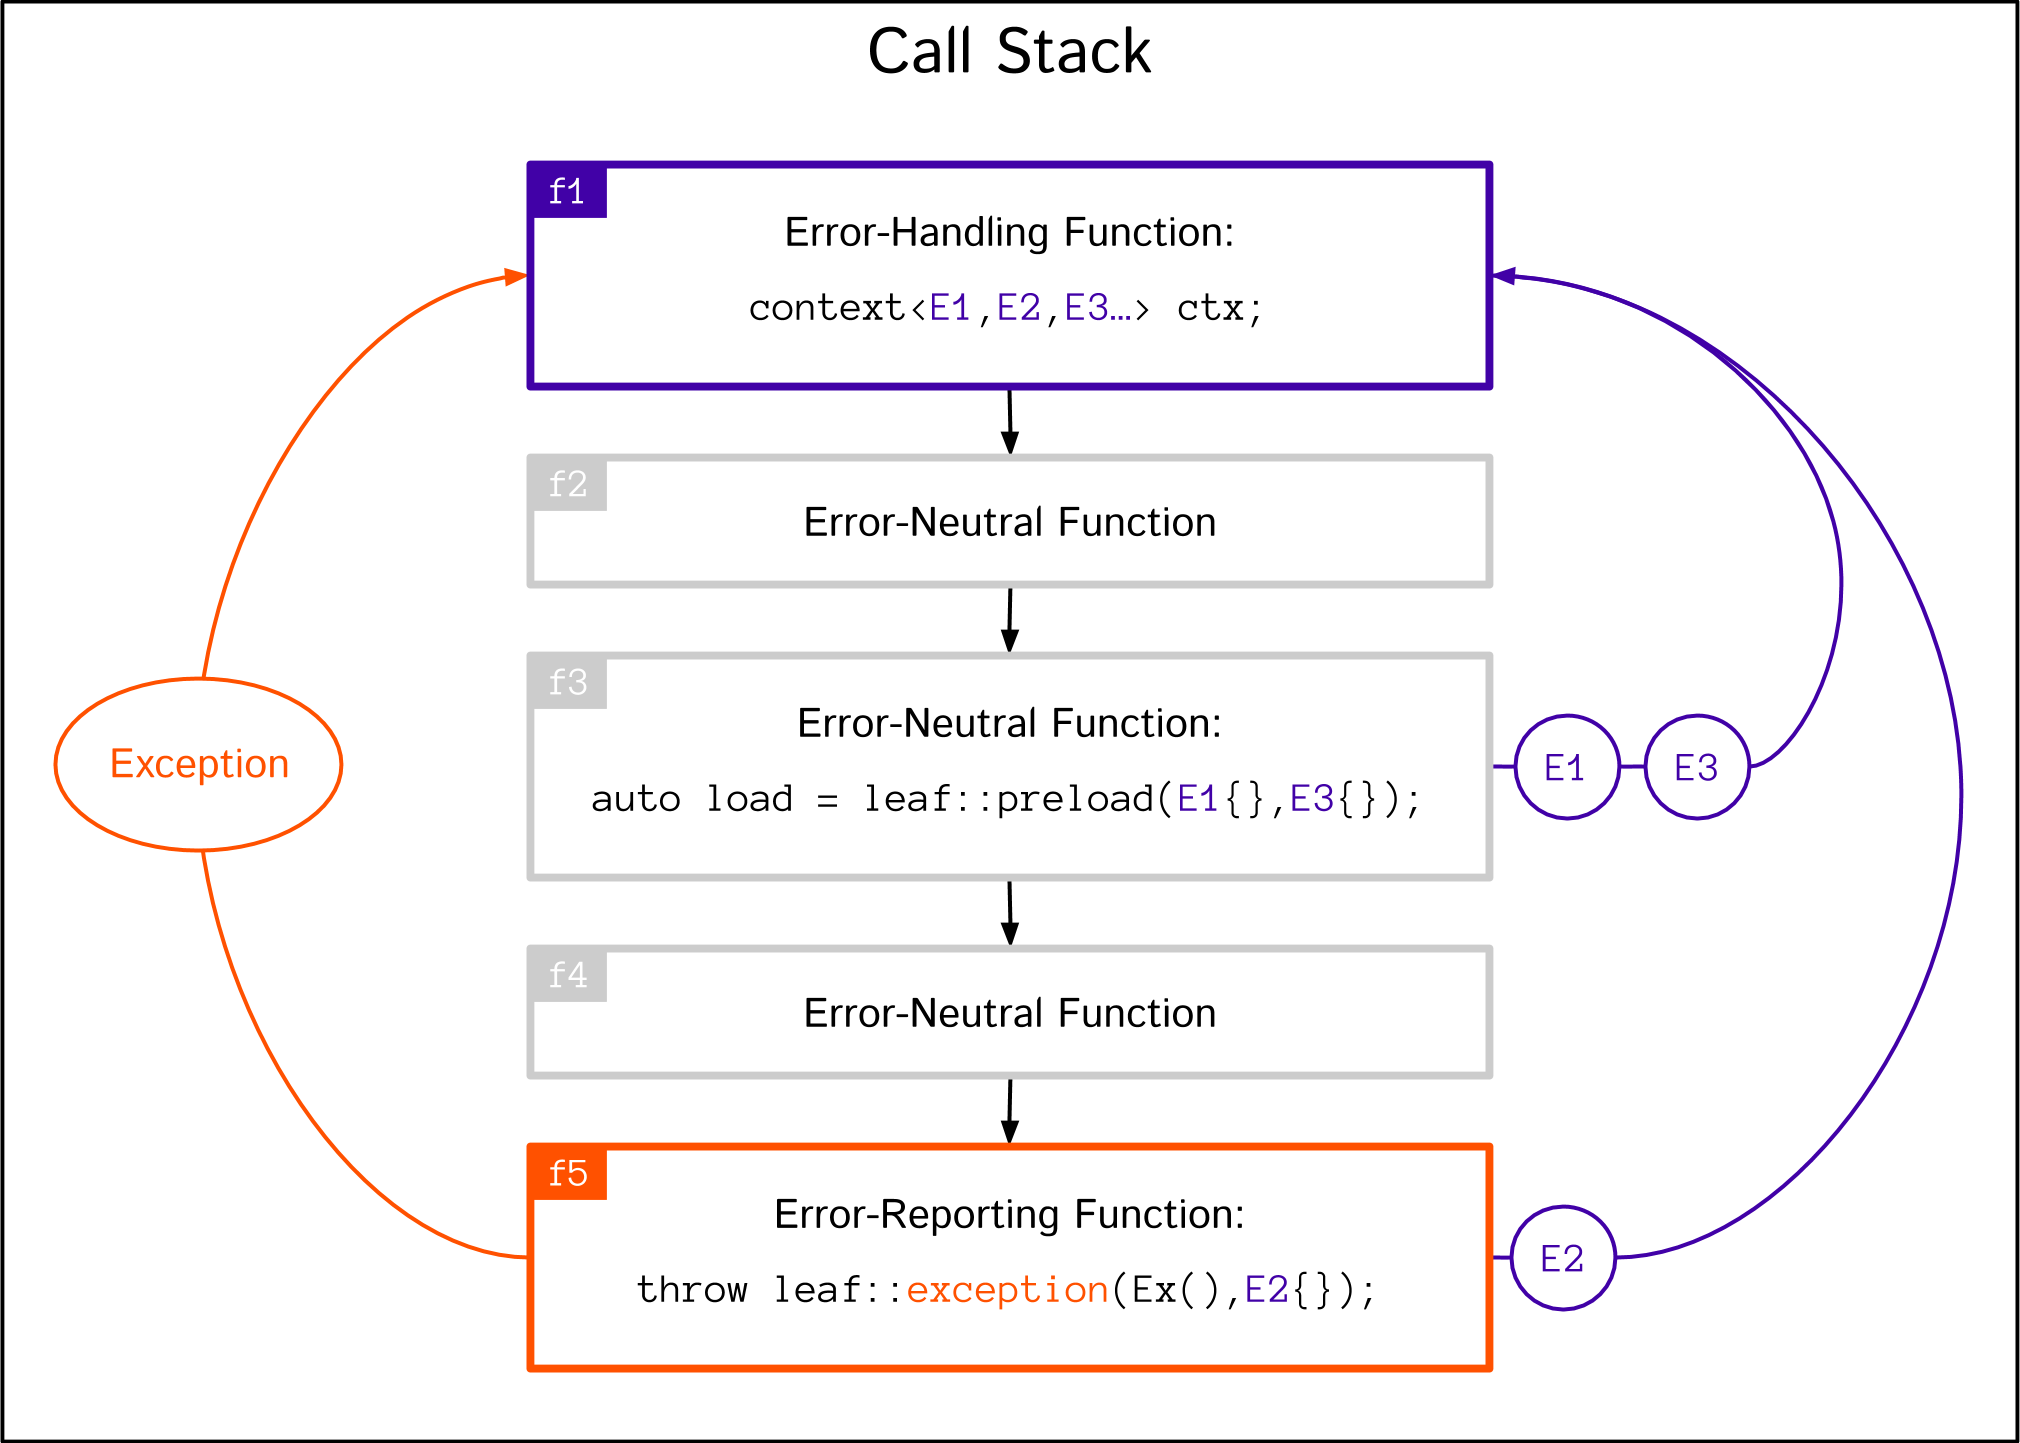 Call Stack
f1
Error-Handling Function:
context<E1,E2,E3…> ctx;
f2
Error-Neutral Function
f3
Error-Neutral Function:
auto load = leaf::preload(E1{},E3{});
E1
E3
Exception
f4
Error-Neutral Function
f5
Error-Reporting Function:
throw leaf::exception(Ex(),E2{});
E2